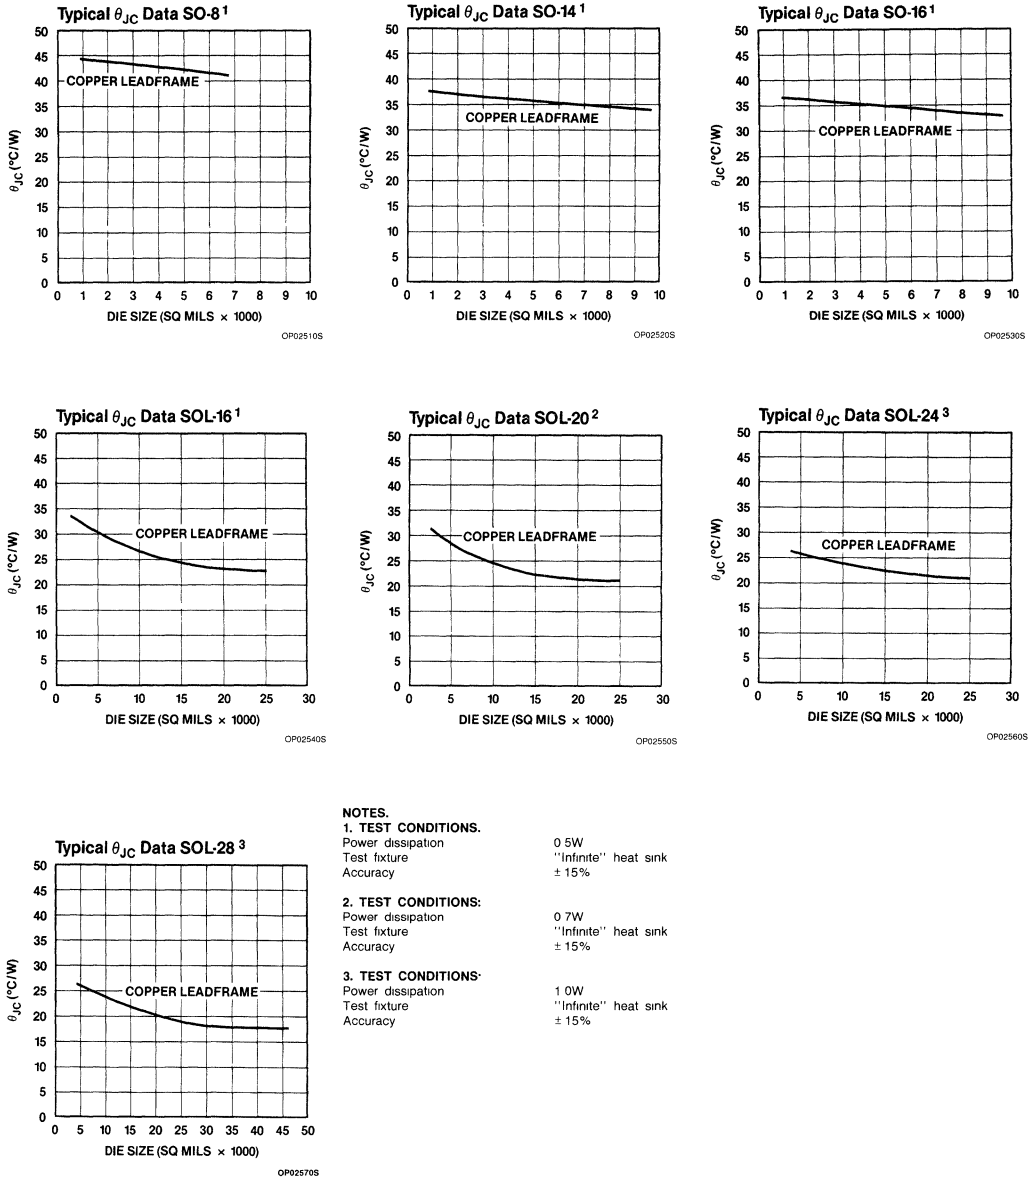 Typical θJC Data SO-8 1
50
45
40
35
30
25
20
15
10
5
0
θJC (°C/W)
COPPER LEADFRAME
0 1 2 3 4 5 6 7 8 9 10
DIE SIZE (SQ MILS × 1000)
OP02510S
Typical θJC Data SO-14 1
50
45
40
35
30
25
20
15
10
5
0
θJC (°C/W)
COPPER LEADFRAME
0 1 2 3 4 5 6 7 8 9 10
DIE SIZE (SQ MILS × 1000)
OP02520S
Typical θJC Data SO-16 1
50
45
40
35
30
25
20
15
10
5
0
θJC (°C/W)
COPPER LEADFRAME
0 1 2 3 4 5 6 7 8 9 10
DIE SIZE (SQ MILS × 1000)
OP02530S
Typical θJC Data SOL-16 1
50
45
40
35
30
25
20
15
10
5
0
θJC (°C/W)
COPPER LEADFRAME
0 5 10 15 20 25 30
DIE SIZE (SQ MILS × 1000)
OP02540S
Typical θJC Data SOL-20 2
50
45
40
35
30
25
20
15
10
5
0
θJC (°C/W)
COPPER LEADFRAME
0 5 10 15 20 25 30
DIE SIZE (SQ MILS × 1000)
OP02550S
Typical θJC Data SOL-24 3
50
45
40
35
30
25
20
15
10
5
0
θJC (°C/W)
COPPER LEADFRAME
0 5 10 15 20 25 30
DIE SIZE (SQ MILS × 1000)
OP02560S
Typical θJC Data SOL-28 3
50
45
40
35
30
25
20
15
10
5
0
θJC (°C/W)
COPPER LEADFRAME
0 5 10 15 20 25 30 35 40 45 50
DIE SIZE (SQ MILS × 1000)
OP02570S
NOTES.
1. TEST CONDITIONS.
Power dissipation 0 5W
Test fixture "Infinite" heat sink
Accuracy ± 15%
2. TEST CONDITIONS:
Power dissipation 0 7W
Test fixture "Infinite" heat sink
Accuracy ± 15%
3. TEST CONDITIONS·
Power dissipation 1 0W
Test fixture "Infinite" heat sink
Accuracy ± 15%